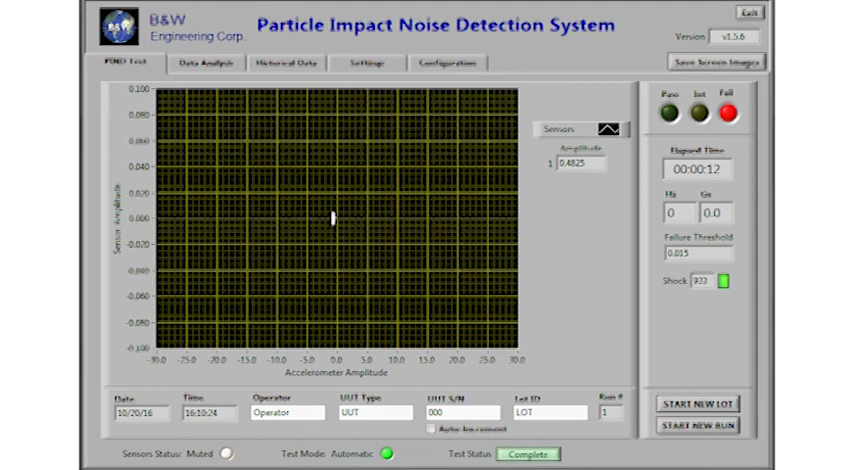 B&W
Engineering Corp.
Particle Impact Noise Detection System
Exit
Version v1.5.6
PIND Test Data Analysis Historical Data Settings Configuration Save Screen Images
Pass Int Fail
0.100
0.080
0.060
0.040
0.020
0.000
-0.020
-0.040
-0.060
-0.080
-0.100
Sensor Amplitude
-30.0 -25.0 -20.0 -15.0 -10.0 -5.0 0.0 5.0 10.0 15.0 20.0 25.0 30.0
Accelerometer Amplitude
Sensors
Amplitude
1 0.4825
Elapsed Time
00:00:12
Hz Gs
0 0.0
Failure Threshold
0.015
Shock 933
Date Time Operator UUT Type UUT S/N Lot ID Run #
10/20/16 16:10:24 Operator UUT 000 LOT 1
Auto-Increment
START NEW LOT
START NEW RUN
Sensors Status: Muted Test Mode: Automatic Test Status Complete